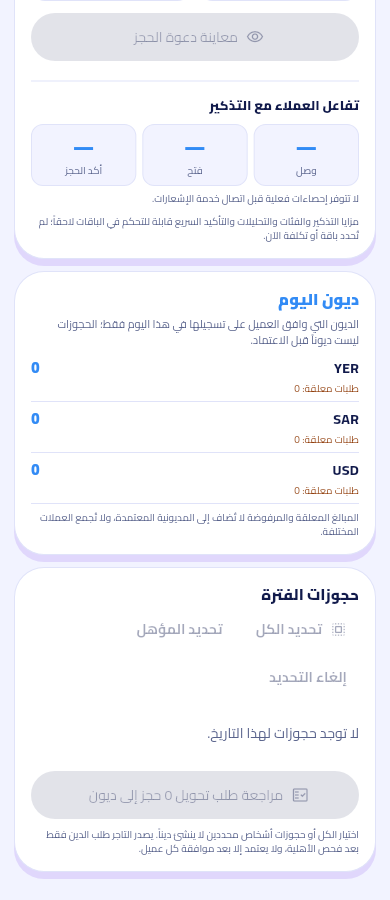 معاينة دعوة الحجز
تفاعل العملاء مع التذكير
— — —
وصل فتح أكد الحجز
لا تتوفر إحصاءات فعلية قبل اتصال خدمة الإشعارات.
مزايا التذكير والفئات والتحليلات والتأكيد السريع قابلة للتحكم في الباقات لاحقاً؛ لم
تُحدد باقة أو تكلفة الآن.
ديون اليوم
الديون التي وافق العميل على تسجيلها في هذا اليوم فقط؛ الحجوزات
ليست ديوناً قبل الاعتماد.
YER 0
طلبات معلقة: 0
SAR 0
طلبات معلقة: 0
USD 0
طلبات معلقة: 0
المبالغ المعلقة والمرفوضة لا تُضاف إلى المديونية المعتمدة، ولا تُجمع العملات
المختلفة.
حجوزات الفترة
تحديد الكل تحديد المؤهل
إلغاء التحديد
لا توجد حجوزات لهذا التاريخ.
مراجعة طلب تحويل 0 حجز إلى ديون
اختيار الكل أو حجوزات أشخاص محددين لا ينشئ ديناً. يصدر التاجر طلب الدين فقط
بعد فحص الأهلية، ولا يعتمد إلا بعد موافقة كل عميل.